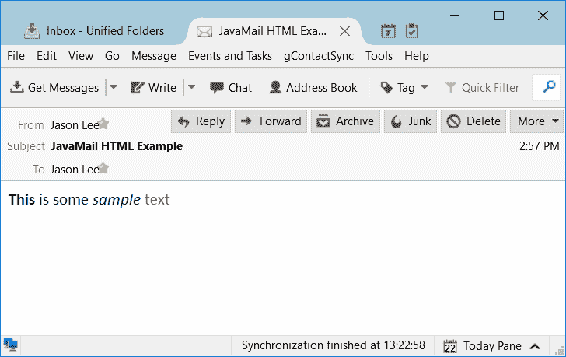 Inbox - Unified Folders JavaMail HTML Exa...
File Edit View Go Message Events and Tasks gContactSync Tools Help
Get Messages Write Chat Address Book Tag Quick Filter
From Jason Lee Reply Forward Archive Junk Delete More
Subject JavaMail HTML Example 2:57 PM
To Jason Lee
This is some sample text
Synchronization finished at 13:22:58 22 Today Pane